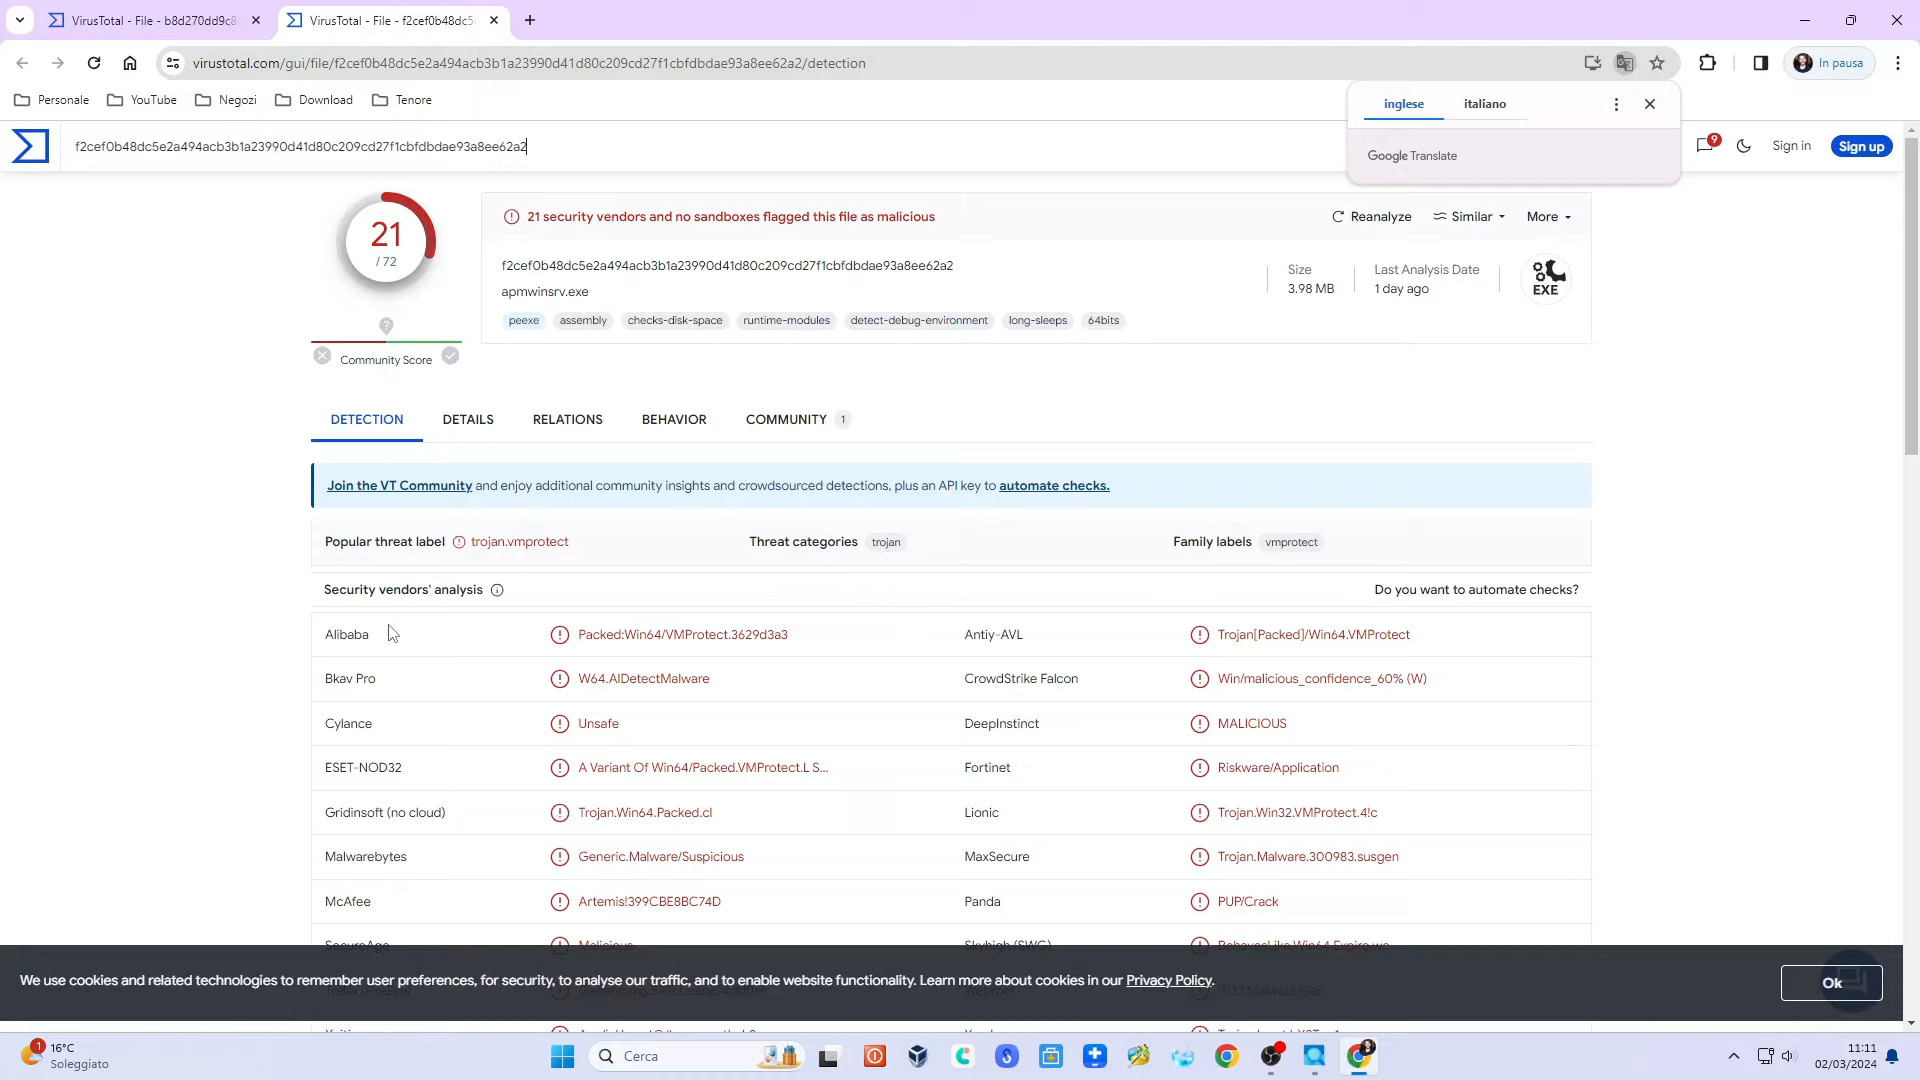 VirusTotal - File - b8d270dd9c8
VirusTotal - File - f2cef0b48dc5
virustotal.com/gui/file/f2cef0b48dc5e2a494acb3b1a23990d41d80c209cd27f1cbfdbdae93a8ee62a2/detection
In pausa
Personale
YouTube
Negozi
Download
Tenore
inglese
italiano
Google Translate
f2cef0b48dc5e2a494acb3b1a23990d41d80c209cd27f1cbfdbdae93a8ee62a2
9
Sign in
Sign up
21
/ 72
Community Score
21 security vendors and no sandboxes flagged this file as malicious
Reanalyze
Similar
More
f2cef0b48dc5e2a494acb3b1a23990d41d80c209cd27f1cbfdbdae93a8ee62a2
apmwinsrv.exe
Size
3.98 MB
Last Analysis Date
1 day ago
EXE
peexe
assembly
checks-disk-space
runtime-modules
detect-debug-environment
long-sleeps
64bits
DETECTION
DETAILS
RELATIONS
BEHAVIOR
COMMUNITY 1
Join the VT Community and enjoy additional community insights and crowdsourced detections, plus an API key to automate checks.
Popular threat label trojan.vmprotect
Threat categories trojan
Family labels vmprotect
Security vendors' analysis
Do you want to automate checks?
Alibaba Packed:Win64/VMProtect.3629d3a3
Antiy-AVL Trojan[Packed]/Win64.VMProtect
Bkav Pro W64.AIDetectMalware
CrowdStrike Falcon Win/malicious_confidence_60% (W)
Cylance Unsafe
DeepInstinct MALICIOUS
ESET-NOD32 A Variant Of Win64/Packed.VMProtect.L S...
Fortinet Riskware/Application
Gridinsoft (no cloud) Trojan.Win64.Packed.cl
Lionic Trojan.Win32.VMProtect.4!c
Malwarebytes Generic.Malware/Suspicious
MaxSecure Trojan.Malware.300983.susgen
McAfee Artemis!399CBE8BC74D
Panda PUP/Crack
SecureAge Malicious
Skyhigh (SWG) BehavesLike.Win64.Expiro.wc
We use cookies and related technologies to remember user preferences, for security, to analyse our traffic, and to enable website functionality. Learn more about cookies in our Privacy Policy.
Ok
1
16°C
Soleggiato
Cerca
11:11
02/03/2024